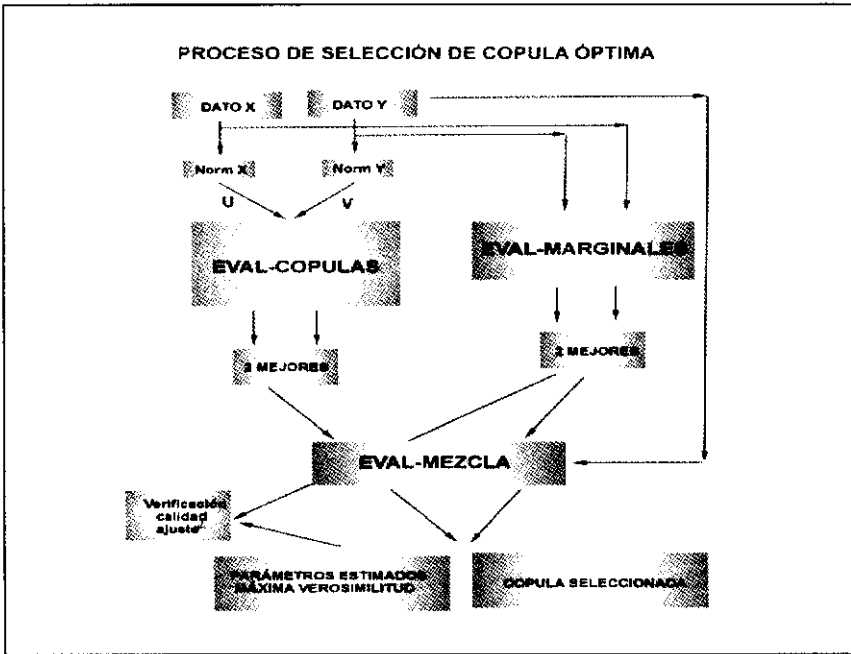 PROCESO DE SELECCIÓN DE COPULA ÓPTIMA
DATO X
DATO Y
Norm X
Norm Y
U
V
EVAL-COPULAS
EVAL-MARGINALES
2 MEJORES
2 MEJORES
EVAL-MEZCLA
Verificación
calidad
ajuste
PARÁMETROS ESTIMADOS
MÁXIMA VEROSIMILITUD
COPULA SELECCIONADA